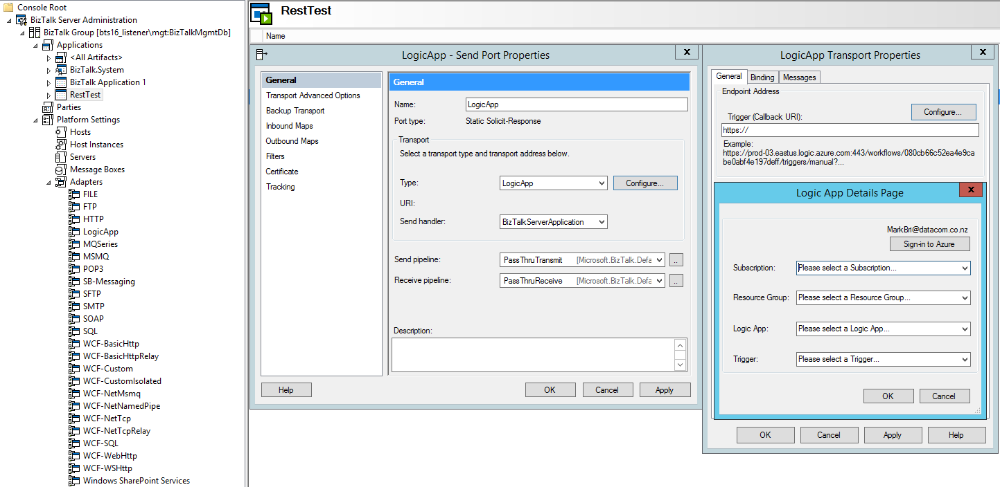 Console Root
BizTalk Server Administration
BizTalk Group [bts16_listener\mgt:BizTalkMgmtDb]
Applications
<All Artifacts>
BizTalk.System
BizTalk Application 1
RestTest
Parties
Platform Settings
Hosts
Host Instances
Servers
Message Boxes
Adapters
FILE
FTP
HTTP
LogicApp
MQSeries
MSMQ
POP3
SB-Messaging
SFTP
SMTP
SOAP
SQL
WCF-BasicHttp
WCF-BasicHttpRelay
WCF-Custom
WCF-CustomIsolated
WCF-NetMsmq
WCF-NetNamedPipe
WCF-NetTcp
WCF-NetTcpRelay
WCF-SQL
WCF-WebHttp
WCF-WSHttp
Windows SharePoint Services
RestTest
Name
LogicApp - Send Port Properties
General
Transport Advanced Options
Backup Transport
Inbound Maps
Outbound Maps
Filters
Certificate
Tracking
General
Name: LogicApp
Port type: Static Solicit-Response
Transport
Select a transport type and transport address below.
Type: LogicApp Configure...
URI:
Send handler: BizTalkServerApplication
Send pipeline: PassThruTransmit [Microsoft.BizTalk.Defa ..
Receive pipeline: PassThruReceive [Microsoft.BizTalk.Defa ..
Description:
Help OK Cancel Apply
LogicApp Transport Properties
General Binding Messages
Endpoint Address
Trigger (Callback URI): Configure...
https://
Example:
https://prod-03.eastus.logic.azure.com:443/workflows/080cb66c52ea4e9ca
be0abf4e197deff/triggers/manual?...
Logic App Details Page
MarkBri@datacom.co.nz
Sign-in to Azure
Subscription: Please select a Subscription...
Resource Group: Please select a Resource Group...
Logic App: Please select a Logic App...
Trigger: Please select a Trigger...
OK Cancel
OK Cancel Apply Help